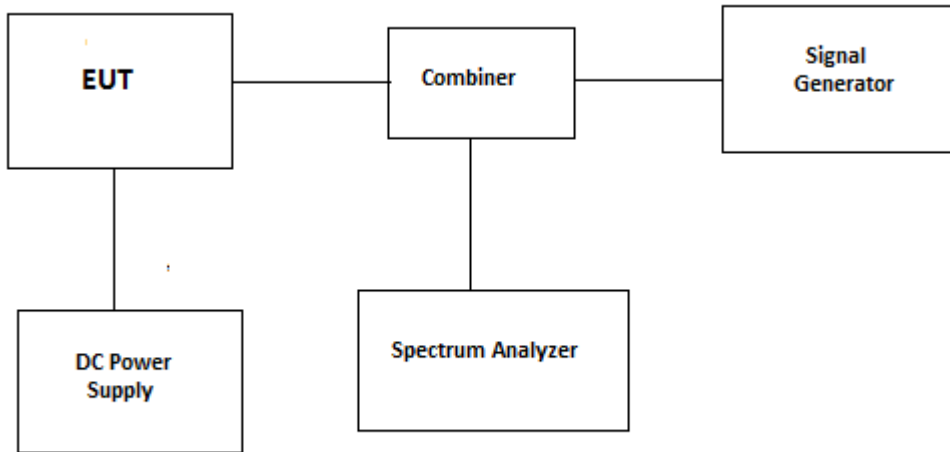 EUT
Combiner
Signal
Generator
DC Power
Supply
Spectrum Analyzer